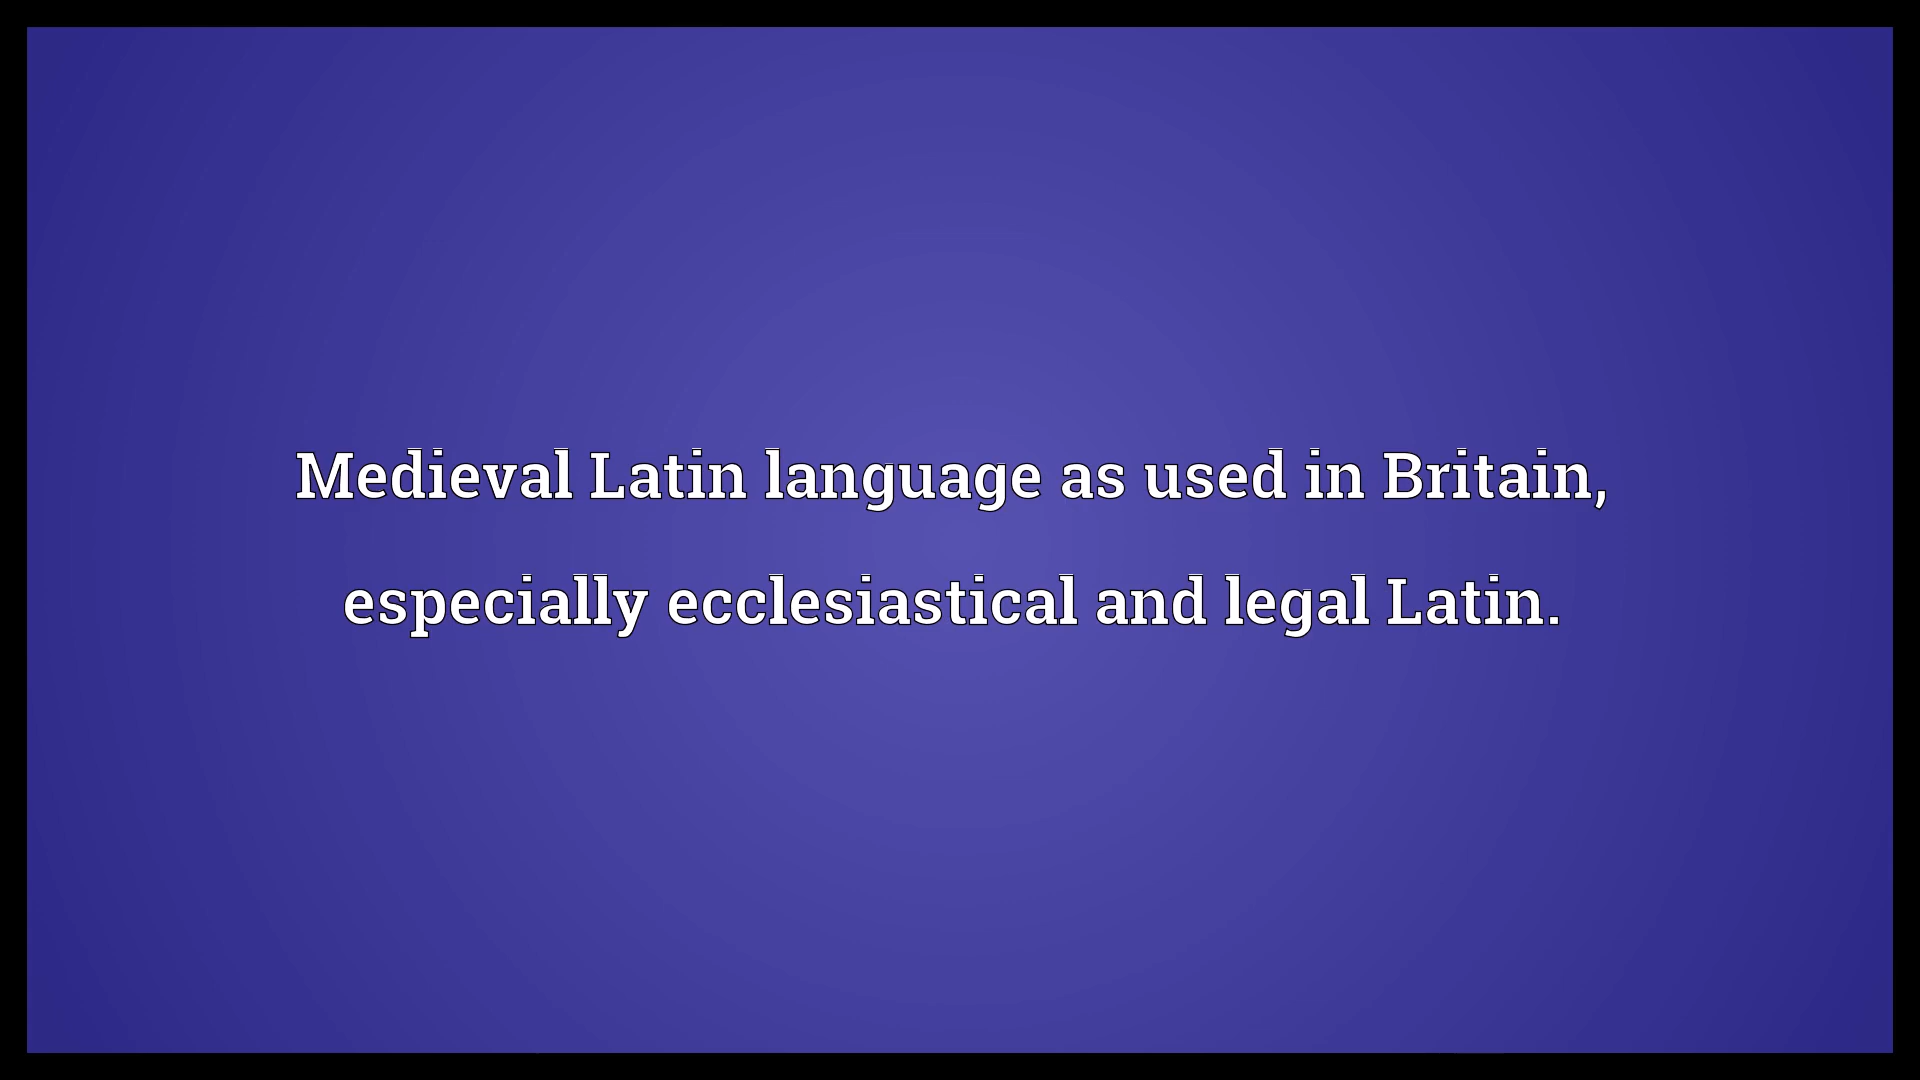 Medieval Latin language as used in Britain,
especially ecclesiastical and legal Latin.